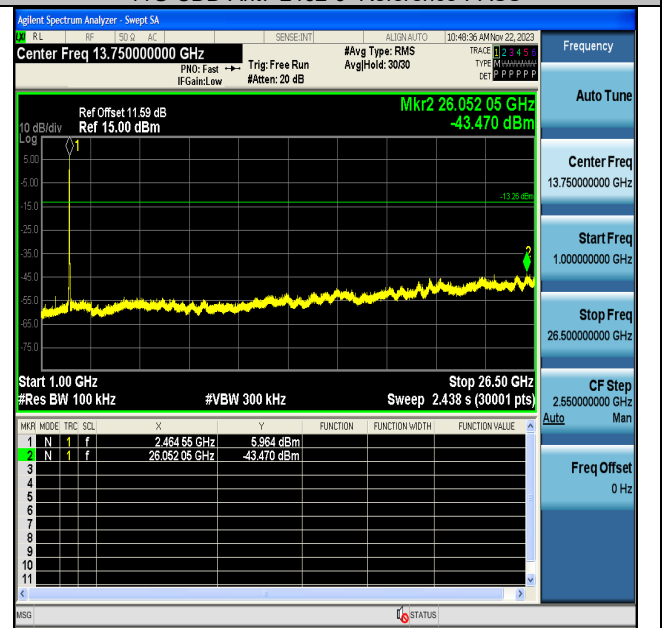 Agilent Spectrum Analyzer - Swept SA
LXI RL RF 50 Ω AC SENSE:INT ALIGN AUTO 10:48:36 AM Nov 22, 2023
Center Freq 13.750000000 GHz
PNO: Fast
IFGain:Low
Trig: Free Run
#Atten: 20 dB
#Avg Type: RMS
Avg|Hold: 30/30
TRACE 1 2 3 4 5 6
TYPE M
DET P P P P P P
Frequency
Auto Tune
Center Freq
13.750000000 GHz
Start Freq
1.000000000 GHz
Stop Freq
26.500000000 GHz
CF Step
2.550000000 GHz
Auto Man
Freq Offset
0 Hz
Mkr2 26.052 05 GHz
-43.470 dBm
Ref Offset 11.59 dB
10 dB/div Ref 15.00 dBm
Log
1
5.00
-5.00
-13.26 dBm
-15.0
-25.0
2
-35.0
-45.0
-55.0
-65.0
-75.0
Start 1.00 GHz Stop 26.50 GHz
#Res BW 100 kHz #VBW 300 kHz Sweep 2.438 s (30001 pts)
MKR MODE TRC SCL X Y FUNCTION FUNCTION WIDTH FUNCTION VALUE
1 N 1 f 2.464 55 GHz 5.964 dBm
2 N 1 f 26.052 05 GHz -43.470 dBm
3
4
5
6
7
8
9
10
11
MSG STATUS